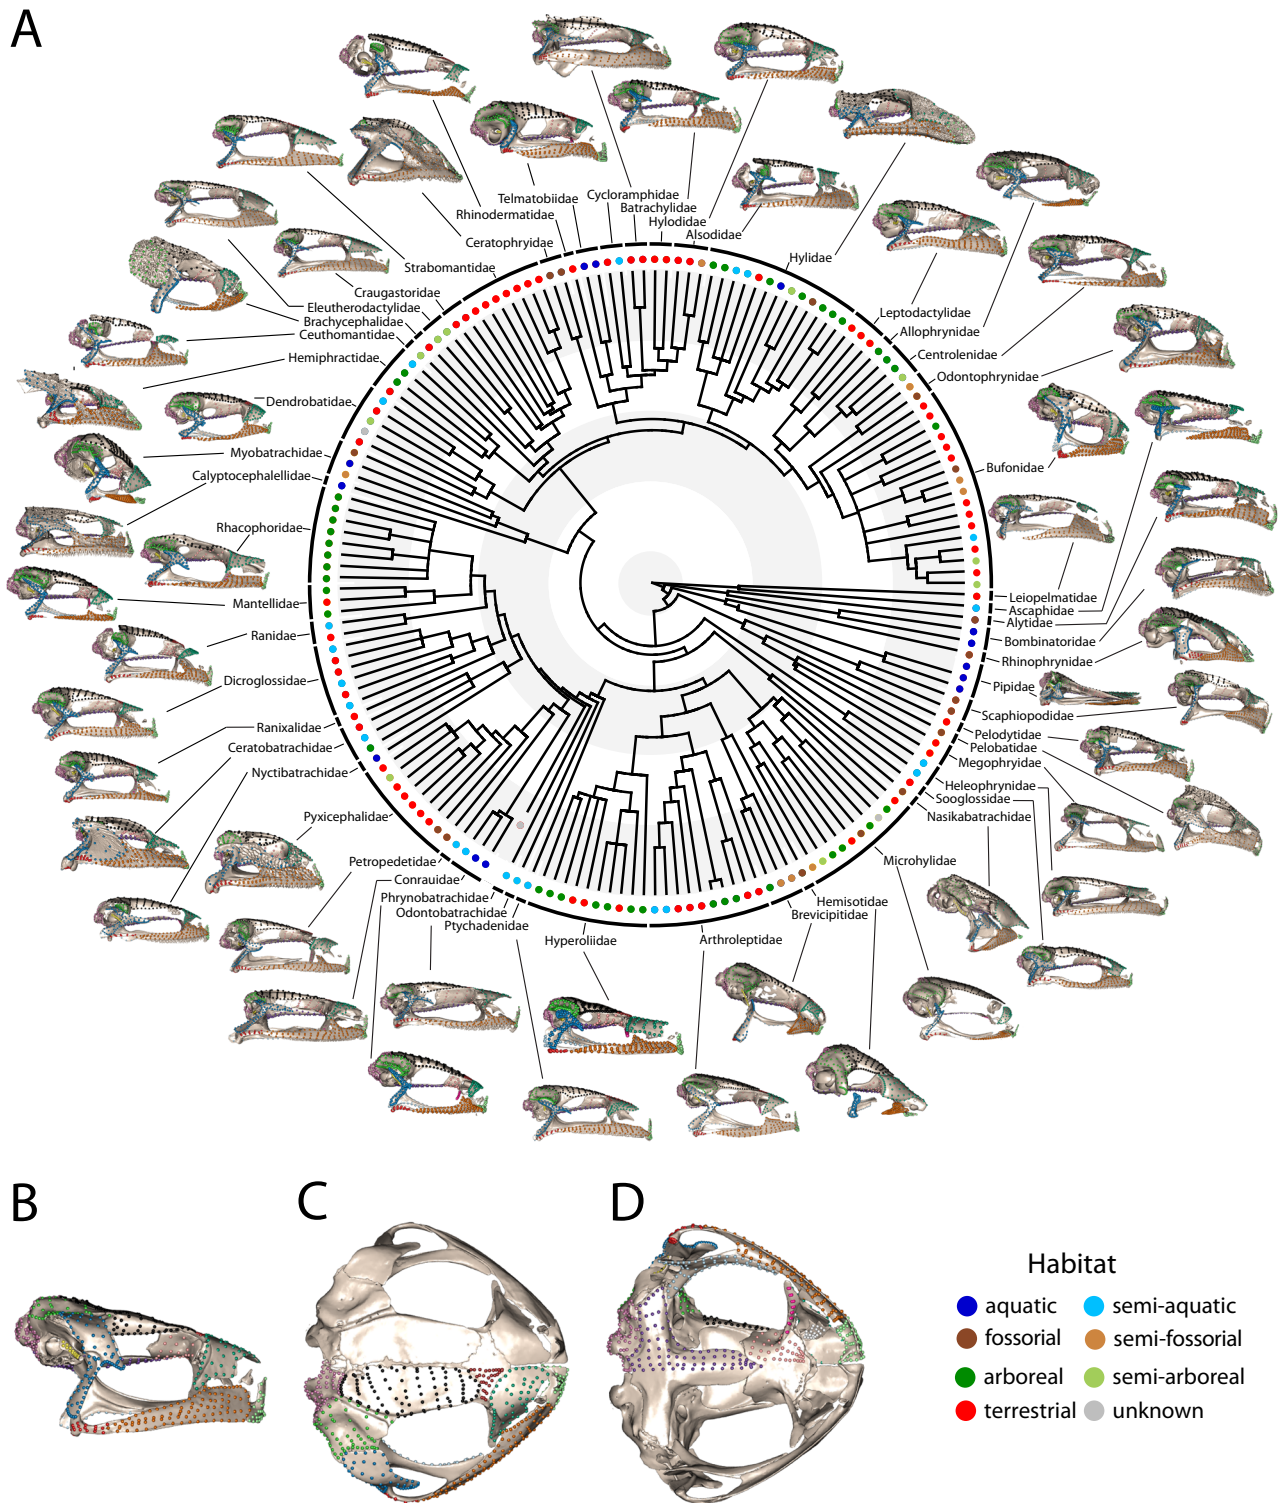 A
Cycloramphidae
Telmatobiidae
Batrachylidae
Rhinodermatidae
Hylodidae
Alsodidae
Ceratophryidae
Hylidae
Strabomantidae
Craugastoridae
Leptodactylidae
Eleutherodactylidae
Brachycephalidae
Allophrynidae
Ceuthomantidae
Centrolenidae
Hemiphractidae
Odontophrynidae
Dendrobatidae
Myobatrachidae
Bufonidae
Calyptocephalellidae
Rhacophoridae
Leiopelmatidae
Mantellidae
Ascaphidae
Alytidae
Ranidae
Bombinatoridae
Rhinophrynidae
Dicroglossidae
Pipidae
Scaphiopodidae
Ranixalidae
Pelodytidae
Ceratobatrachidae
Pelobatidae
Megophryidae
Nyctibatrachidae
Heleophrynidae
Sooglossidae
Pyxicephalidae
Nasikabatrachidae
Petropedetidae
Microhylidae
Conrauidae
Phrynobatrachidae
Hemisotidae
Odontobatrachidae
Brevicipitidae
Ptychadenidae
Hyperoliidae
Arthroleptidae
B
C
D
Habitat
aquatic
semi-aquatic
fossorial
semi-fossorial
arboreal
semi-arboreal
terrestrial
unknown